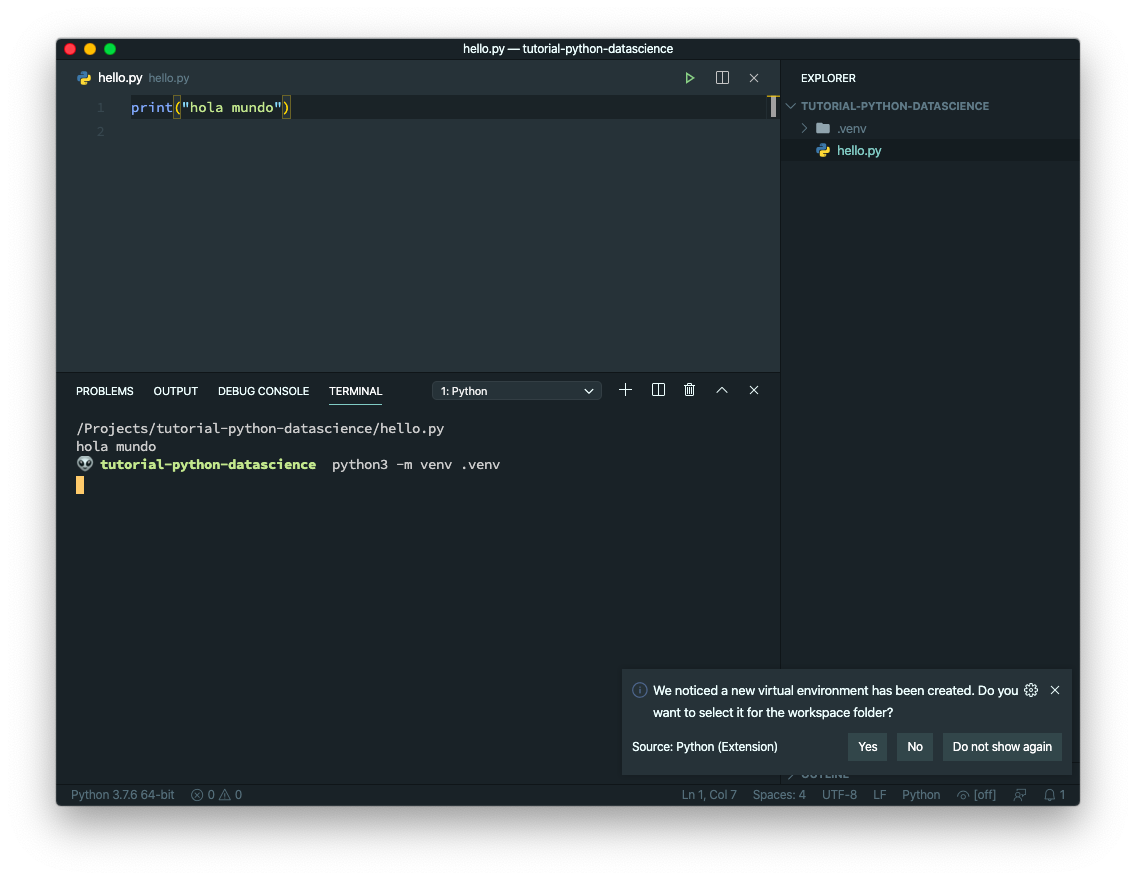 hello.py — tutorial-python-datascience
hello.py hello.py
1 print("hola mundo")
2
EXPLORER
TUTORIAL-PYTHON-DATASCIENCE
.venv
hello.py
PROBLEMS OUTPUT DEBUG CONSOLE TERMINAL 1: Python
/Projects/tutorial-python-datascience/hello.py
hola mundo
tutorial-python-datascience python3 -m venv .venv
We noticed a new virtual environment has been created. Do you
want to select it for the workspace folder?
Source: Python (Extension) Yes No Do not show again
OUTLINE
Python 3.7.6 64-bit 0 0 Ln 1, Col 7 Spaces: 4 UTF-8 LF Python [off] 1